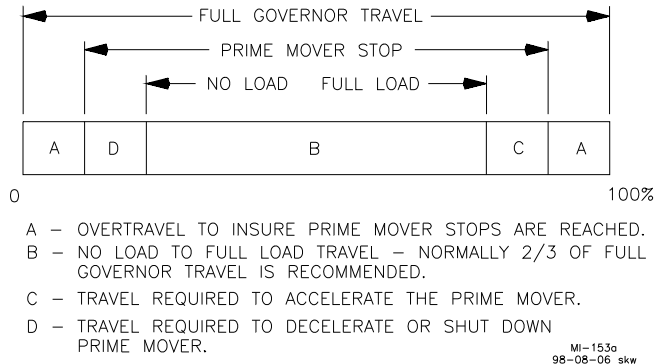 FULL GOVERNOR TRAVEL
PRIME MOVER STOP
NO LOAD FULL LOAD
A D B C A
0 100%
A – OVERTRAVEL TO INSURE PRIME MOVER STOPS ARE REACHED.
B – NO LOAD TO FULL LOAD TRAVEL – NORMALLY 2/3 OF FULL
GOVERNOR TRAVEL IS RECOMMENDED.
C – TRAVEL REQUIRED TO ACCELERATE THE PRIME MOVER.
D – TRAVEL REQUIRED TO DECELERATE OR SHUT DOWN
PRIME MOVER.
MI–153a
98–08–06 skw